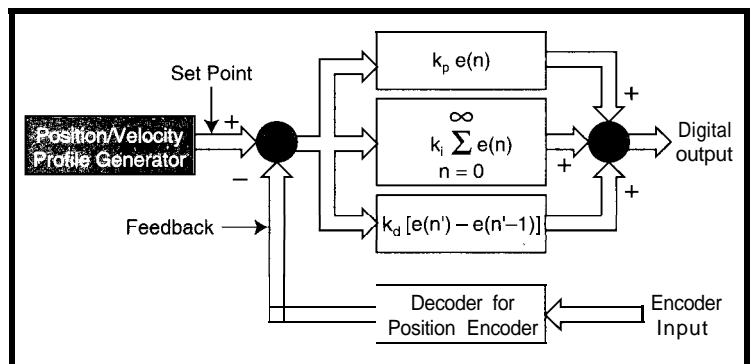 k_p e(n)
Set Point
+
+
Position/Velocity
Profile Generator
∞
k_i Σ e(n)
n = 0
+
Digital
output
−
+
Feedback
k_d [e(n') − e(n'−1)]
Decoder for
Position Encoder
Encoder
Input